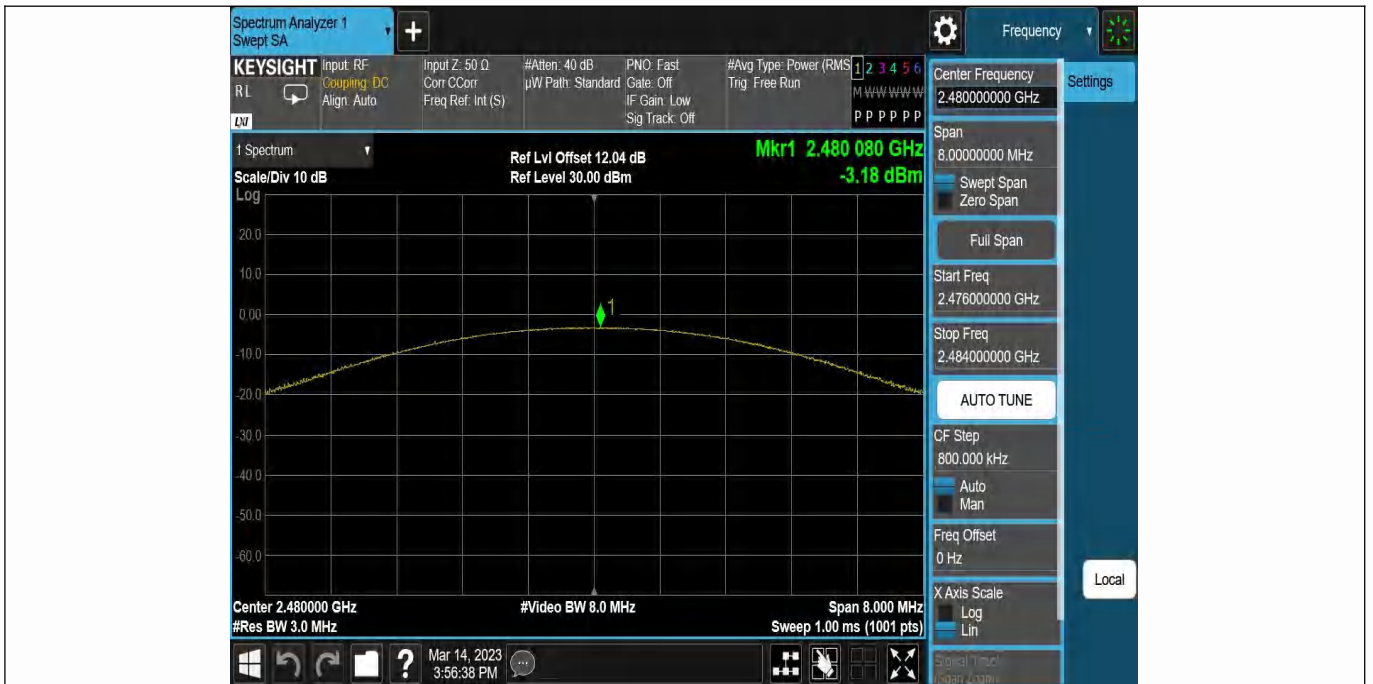 Spectrum Analyzer 1
Swept SA
+
Frequency
KEYSIGHT
RL
LXI
Input: RF
Coupling: DC
Align: Auto
Input Z: 50 Ω
Corr CCorr
Freq Ref: Int (S)
#Atten: 40 dB
µW Path: Standard
PNO: Fast
Gate: Off
IF Gain: Low
Sig Track: Off
#Avg Type: Power (RMS
Trig: Free Run
1 2 3 4 5 6
M W W W W W
P P P P P P
1 Spectrum
Scale/Div 10 dB
Log
Ref Lvl Offset 12.04 dB
Ref Level 30.00 dBm
Mkr1 2.480 080 GHz
-3.18 dBm
20.0
10.0
0.00
-10.0
-20.0
-30.0
-40.0
-50.0
-60.0
1
Center 2.480000 GHz
#Res BW 3.0 MHz
#Video BW 8.0 MHz
Span 8.000 MHz
Sweep 1.00 ms (1001 pts)
?
Mar 14, 2023
3:56:38 PM
Center Frequency
2.480000000 GHz
Settings
Span
8.00000000 MHz
Swept Span
Zero Span
Full Span
Start Freq
2.476000000 GHz
Stop Freq
2.484000000 GHz
AUTO TUNE
CF Step
800.000 kHz
Auto
Man
Freq Offset
0 Hz
X Axis Scale
Log
Lin
Local
Signal Track
(Span Zoom)